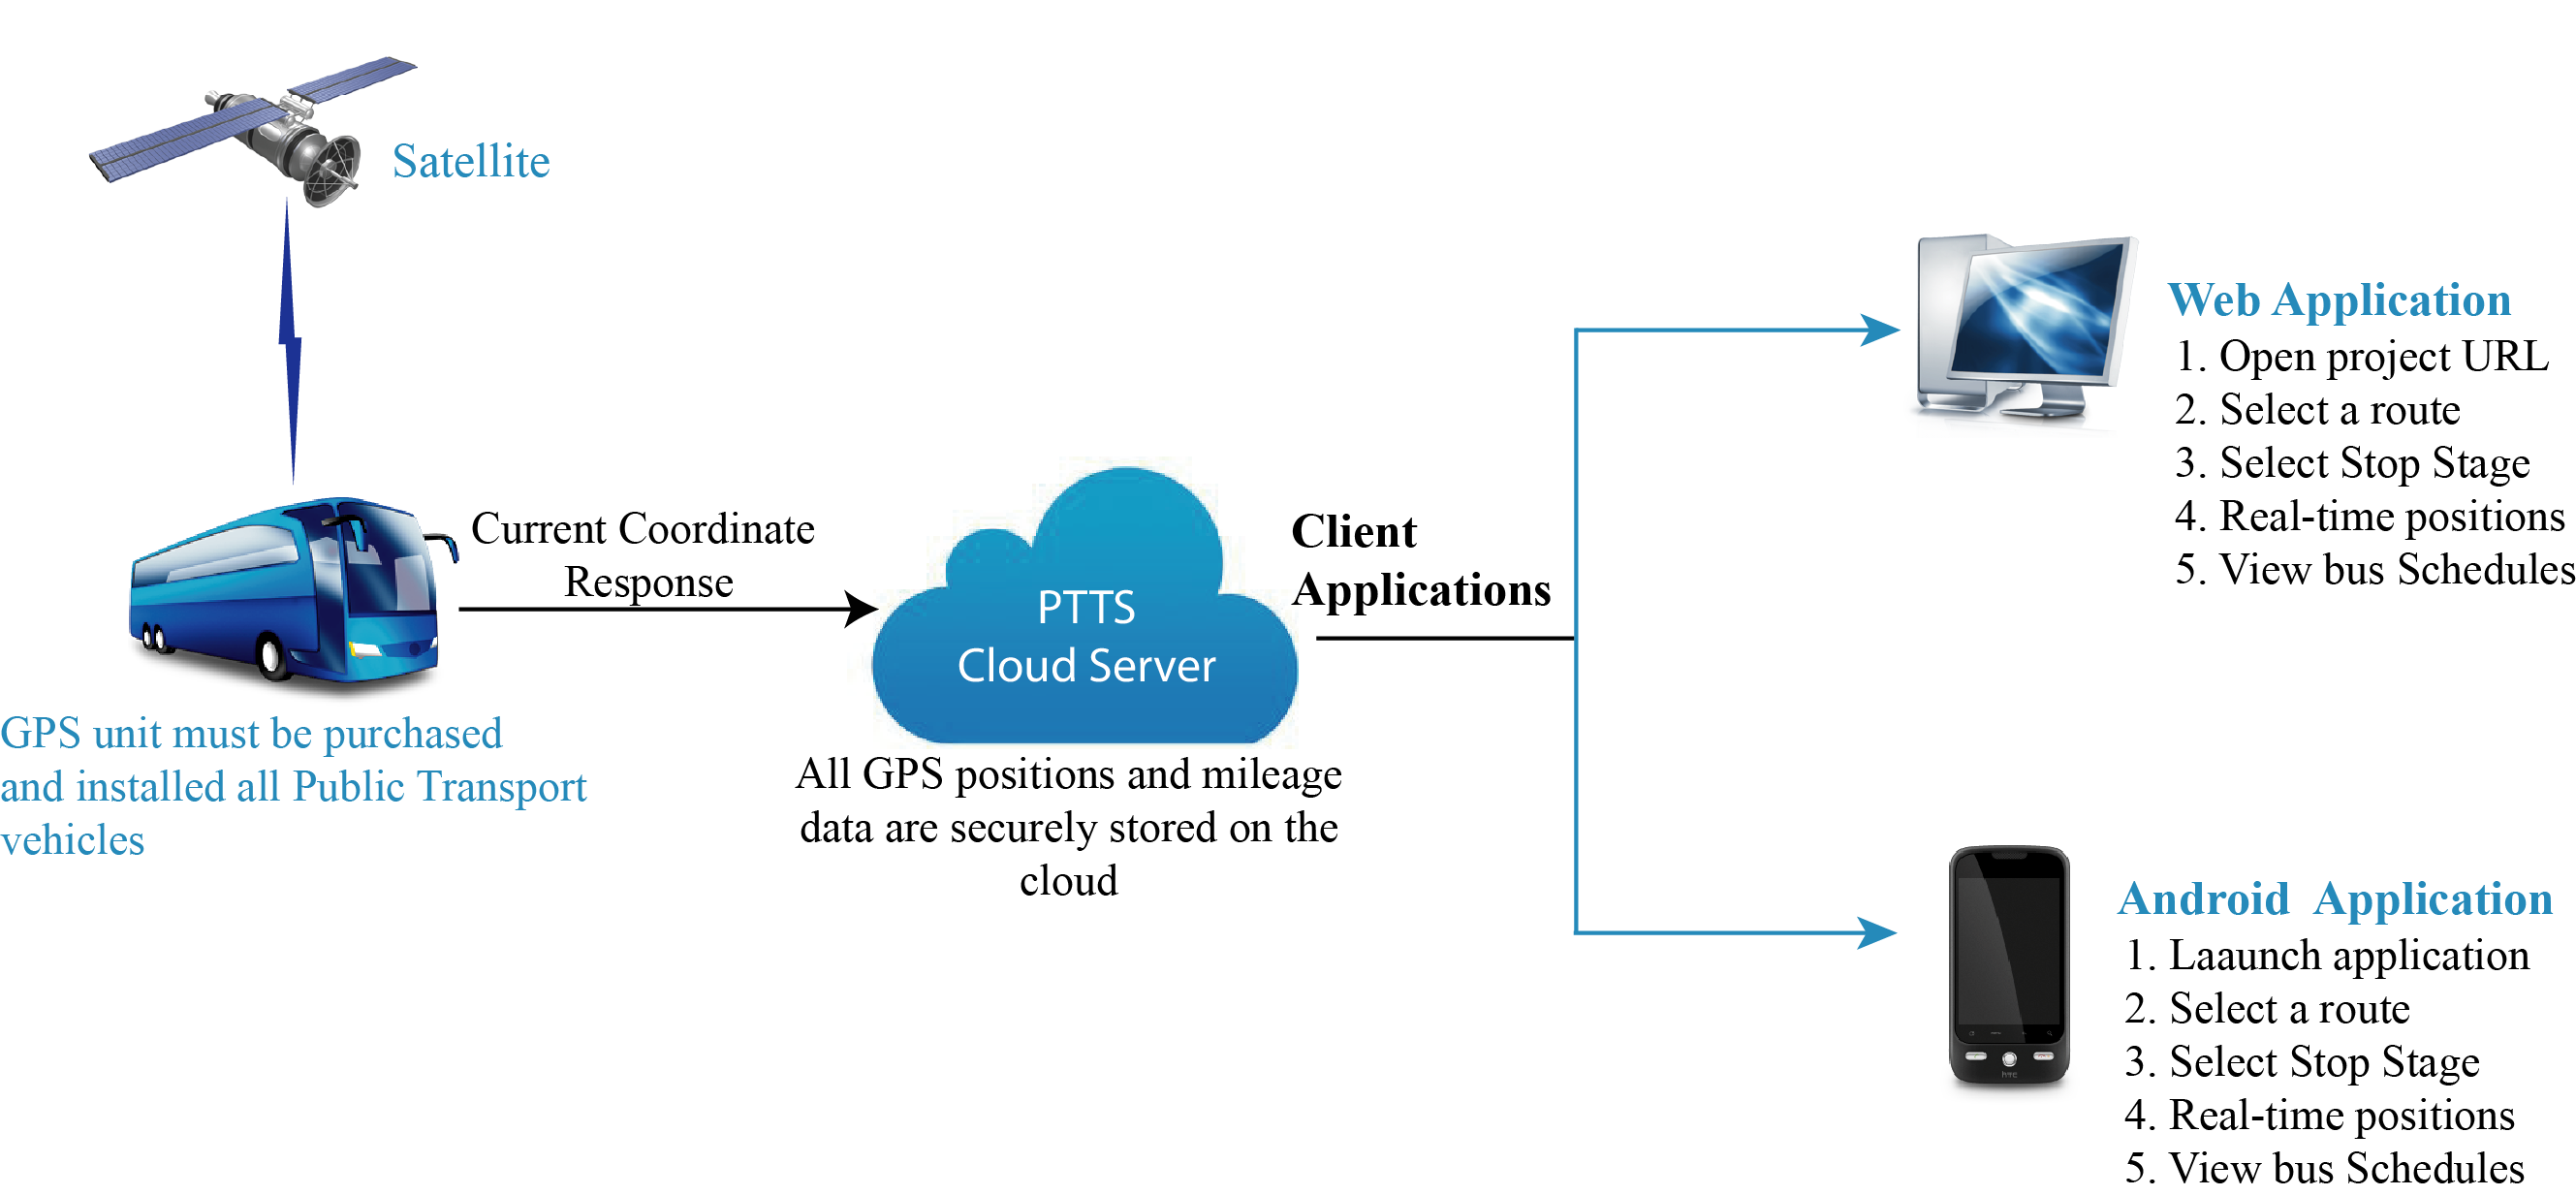 Satellite
Current Coordinate
Response
GPS unit must be purchased
and installed all Public Transport
vehicles
PTTS
Cloud Server
All GPS positions and mileage
data are securely stored on the
cloud
Client
Applications
Web Application
1. Open project URL
2. Select a route
3. Select Stop Stage
4. Real-time positions
5. View bus Schedules
Android Application
1. Laaunch application
2. Select a route
3. Select Stop Stage
4. Real-time positions
5. View bus Schedules
hTC